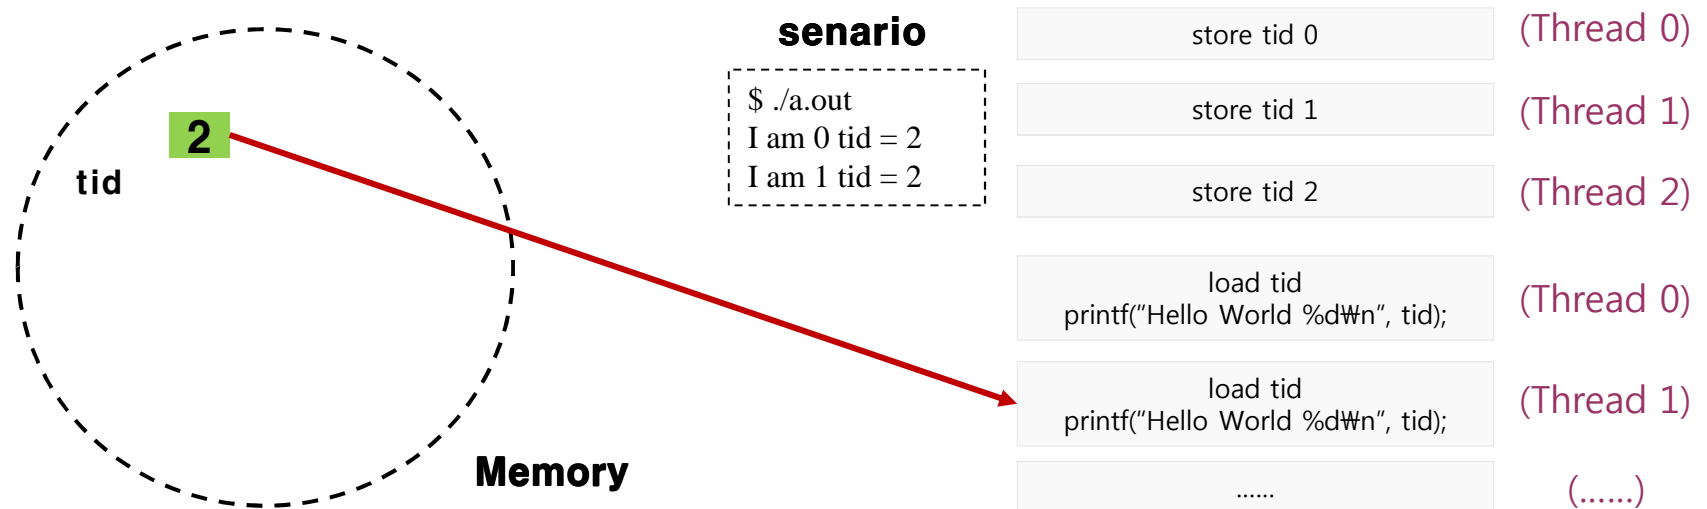 senario
$ ./a.out
I am 0 tid = 2
I am 1 tid = 2
2
tid
Memory
store tid 0
(Thread 0)
store tid 1
(Thread 1)
store tid 2
(Thread 2)
load tid
printf(“Hello World %d₩n”, tid);
(Thread 0)
load tid
printf(“Hello World %d₩n”, tid);
(Thread 1)
......
(......)